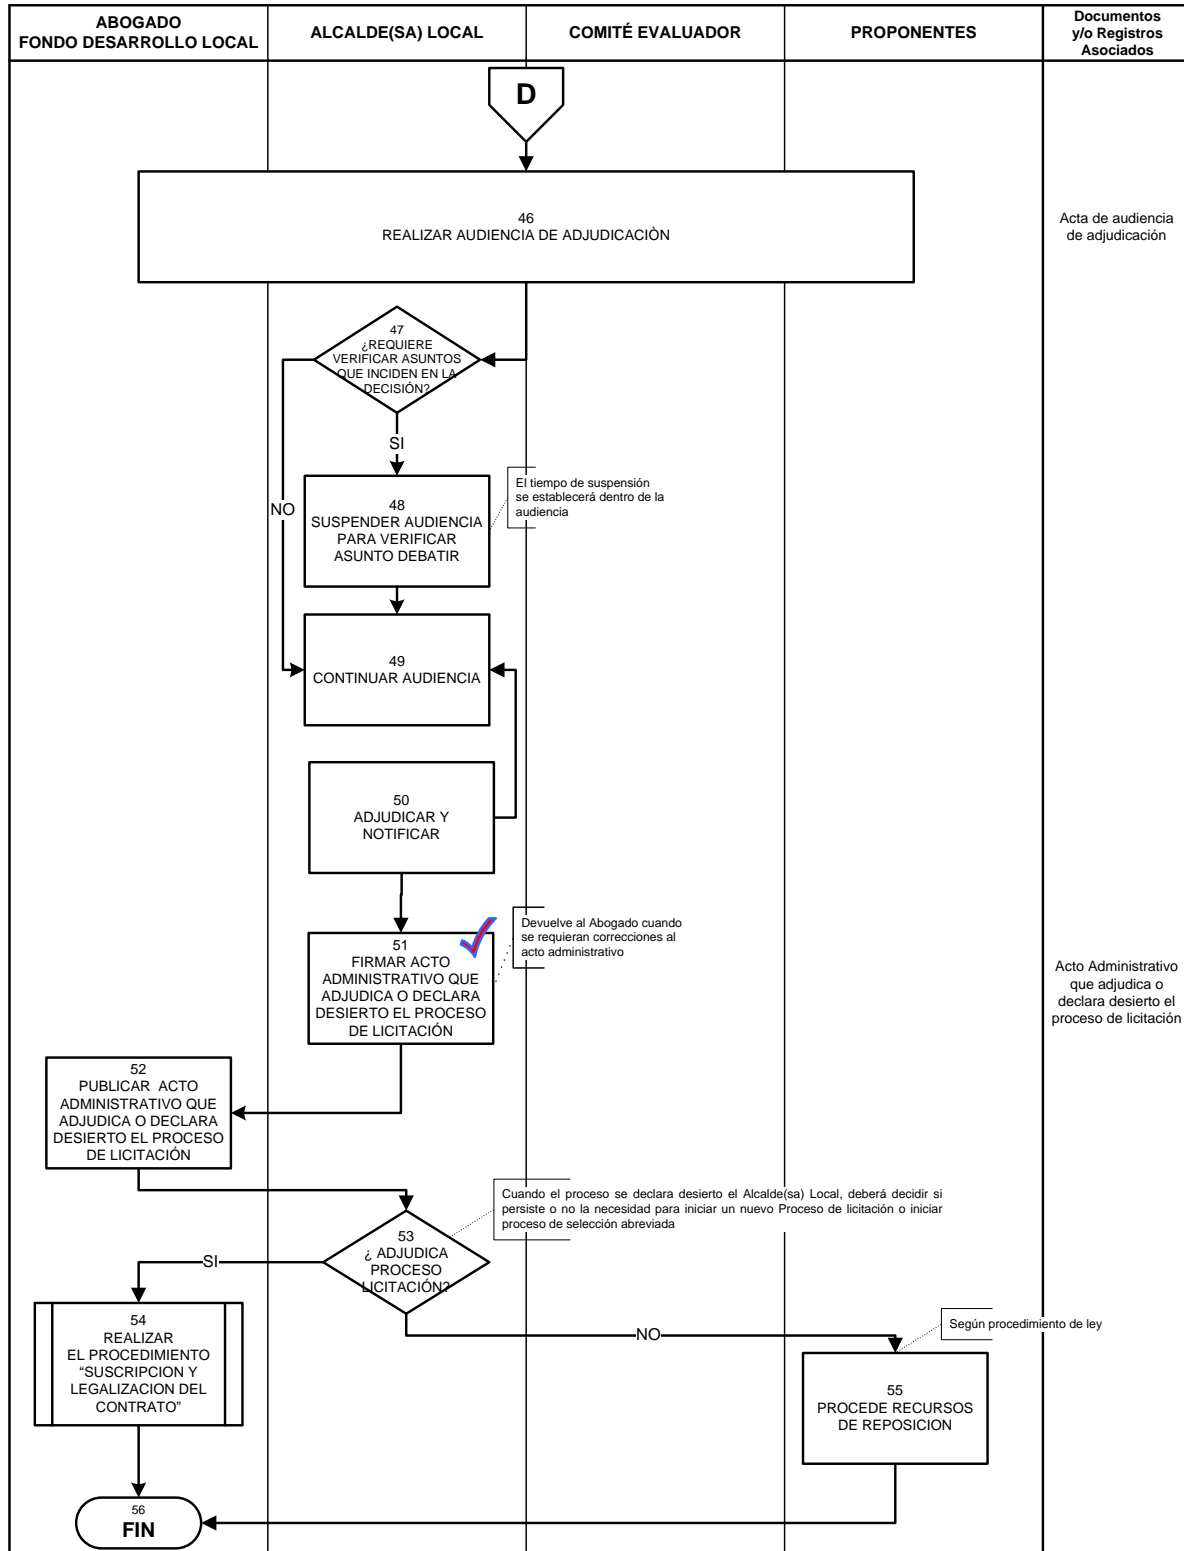 ABOGADO
FONDO DESARROLLO LOCAL
ALCALDE(SA) LOCAL
COMITÉ EVALUADOR
PROPONENTES
Documentos
y/o Registros
Asociados
D
46
REALIZAR AUDIENCIA DE ADJUDICACIÒN
Acta de audiencia
de adjudicación
47
¿REQUIERE
VERIFICAR ASUNTOS
QUE INCIDEN EN LA
DECISIÓN?
SI
NO
El tiempo de suspensión
se establecerá dentro de la
audiencia
48
SUSPENDER AUDIENCIA
PARA VERIFICAR
ASUNTO DEBATIR
49
CONTINUAR AUDIENCIA
50
ADJUDICAR Y
NOTIFICAR
Devuelve al Abogado cuando
se requieran correcciones al
acto administrativo
51
FIRMAR ACTO
ADMINISTRATIVO QUE
ADJUDICA O DECLARA
DESIERTO EL PROCESO
DE LICITACIÓN
Acto Administrativo
que adjudica o
declara desierto el
proceso de licitación
52
PUBLICAR ACTO
ADMINISTRATIVO QUE
ADJUDICA O DECLARA
DESIERTO EL PROCESO
DE LICITACIÓN
Cuando el proceso se declara desierto el Alcalde(sa) Local, deberá decidir si
persiste o no la necesidad para iniciar un nuevo Proceso de licitación o iniciar
proceso de selección abreviada
53
¿ ADJUDICA
PROCESO
LICITACIÓN?
SI
NO
54
REALIZAR
EL PROCEDIMIENTO
“SUSCRIPCION Y
LEGALIZACION DEL
CONTRATO”
Según procedimiento de ley
55
PROCEDE RECURSOS
DE REPOSICION
56
FIN